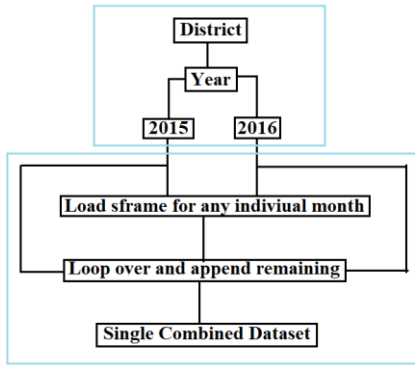 District
Year
2015
2016
Load sframe for any indiviual month
Loop over and append remaining
Single Combined Dataset